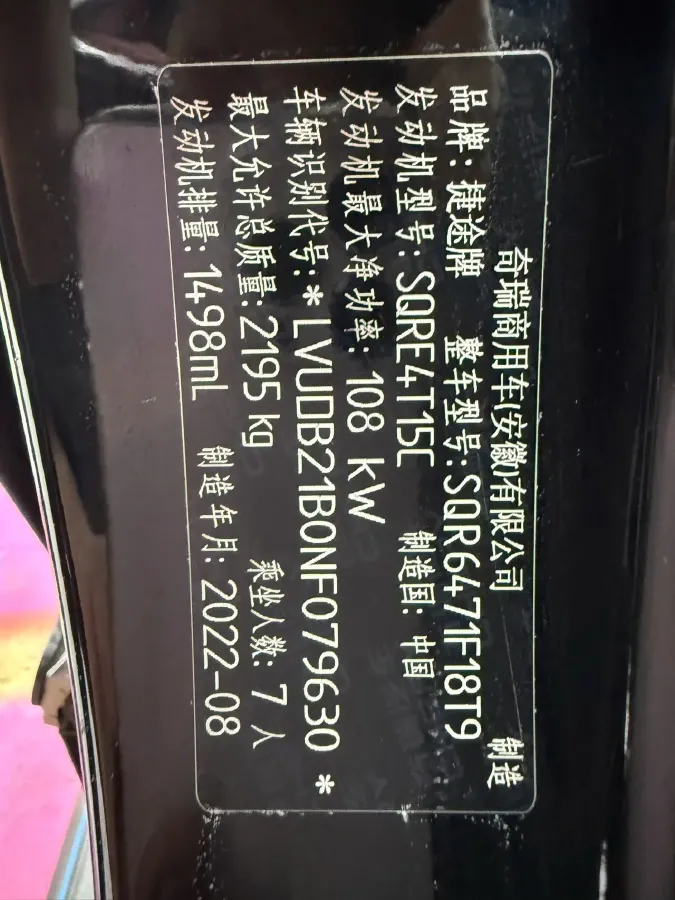 奇瑞商用车(安徽)有限公司 制造
品牌: 捷途牌 整车型号: SQR6471F18T9
发动机型号: SQRE4T15C 制造国: 中国
发动机最大净功率: 108 kW
车辆识别代号: *LVUDB21B0NF079630 *
最大允许总质量: 2195 kg 乘坐人数: 7 人
发动机排量: 1498mL 制造年月: 2022-08